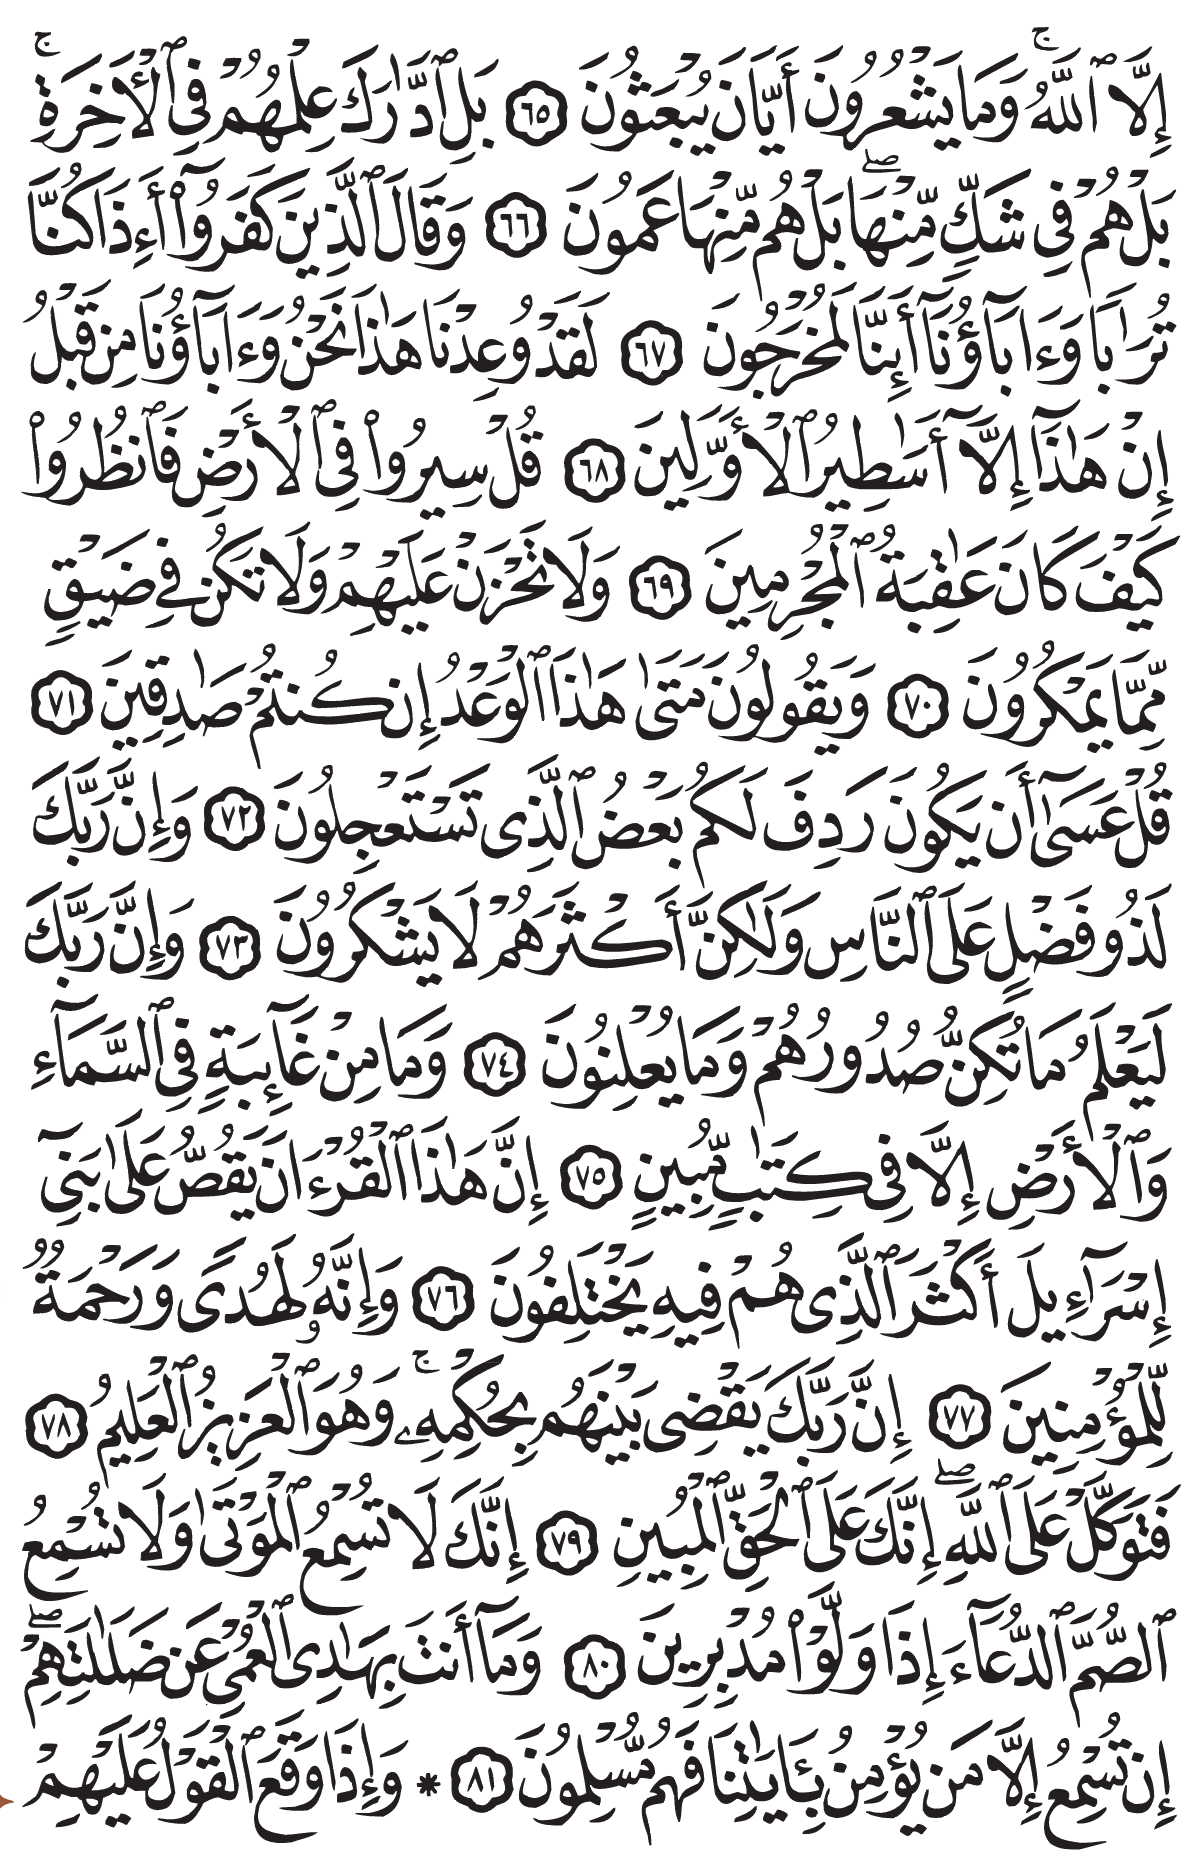 إِلَّا ٱللَّهُۚ وَمَا يَشْعُرُونَ أَيَّانَ يُبْعَثُونَ ٦٥ بَلِ ٱدَّٰرَكَ عِلْمُهُمْ فِي ٱلْأَخِرَةِۚ
بَلْ هُمْ فِي شَكٍّ مِّنْهَاۖ بَلْ هُم مِّنْهَا عَمُونَ ٦٦ وَقَالَ ٱلَّذِينَ كَفَرُوٓاْ أَءِذَا كُنَّا
تُرَٰبًا وَءَابَآؤُنَآ أَئِنَّا لَمُخْرَجُونَ ٦٧ لَقَدْ وُعِدْنَا هَٰذَا نَحْنُ وَءَابَآؤُنَا مِن قَبْلُ
إِنْ هَٰذَآ إِلَّآ أَسَٰطِيرُ ٱلْأَوَّلِينَ ٦٨ قُلْ سِيرُواْ فِي ٱلْأَرْضِ فَٱنظُرُواْ
كَيْفَ كَانَ عَٰقِبَةُ ٱلْمُجْرِمِينَ ٦٩ وَلَا تَحْزَنْ عَلَيْهِمْ وَلَا تَكُن فِي ضَيْقٍ
مِّمَّا يَمْكُرُونَ ٧٠ وَيَقُولُونَ مَتَىٰ هَٰذَا ٱلْوَعْدُ إِن كُنتُمْ صَٰدِقِينَ ٧١
قُلْ عَسَىٰٓ أَن يَكُونَ رَدِفَ لَكُم بَعْضُ ٱلَّذِي تَسْتَعْجِلُونَ ٧٢ وَإِنَّ رَبَّكَ
لَذُو فَضْلٍ عَلَى ٱلنَّاسِ وَلَٰكِنَّ أَكْثَرَهُمْ لَا يَشْكُرُونَ ٧٣ وَإِنَّ رَبَّكَ
لَيَعْلَمُ مَا تُكِنُّ صُدُورُهُمْ وَمَا يُعْلِنُونَ ٧٤ وَمَا مِنْ غَآئِبَةٍ فِي ٱلسَّمَآءِ
وَٱلْأَرْضِ إِلَّا فِي كِتَٰبٍ مُّبِينٍ ٧٥ إِنَّ هَٰذَا ٱلْقُرْءَانَ يَقُصُّ عَلَىٰ بَنِيٓ
إِسْرَٰٓءِيلَ أَكْثَرَ ٱلَّذِي هُمْ فِيهِ يَخْتَلِفُونَ ٧٦ وَإِنَّهُۥ لَهُدًى وَرَحْمَةٌ
لِّلْمُؤْمِنِينَ ٧٧ إِنَّ رَبَّكَ يَقْضِي بَيْنَهُم بِحُكْمِهِۦۚ وَهُوَ ٱلْعَزِيزُ ٱلْعَلِيمُ ٧٨
فَتَوَكَّلْ عَلَى ٱللَّهِۖ إِنَّكَ عَلَى ٱلْحَقِّ ٱلْمُبِينِ ٧٩ إِنَّكَ لَا تُسْمِعُ ٱلْمَوْتَىٰ وَلَا تُسْمِعُ
ٱلصُّمَّ ٱلدُّعَآءَ إِذَا وَلَّوْاْ مُدْبِرِينَ ٨٠ وَمَآ أَنتَ بِهَٰدِي ٱلْعُمْيِ عَن ضَلَٰلَتِهِمْۖ
إِن تُسْمِعُ إِلَّا مَن يُؤْمِنُ بِـَٔايَٰتِنَا فَهُم مُّسْلِمُونَ ٨١ * وَإِذَا وَقَعَ ٱلْقَوْلُ عَلَيْهِمْ